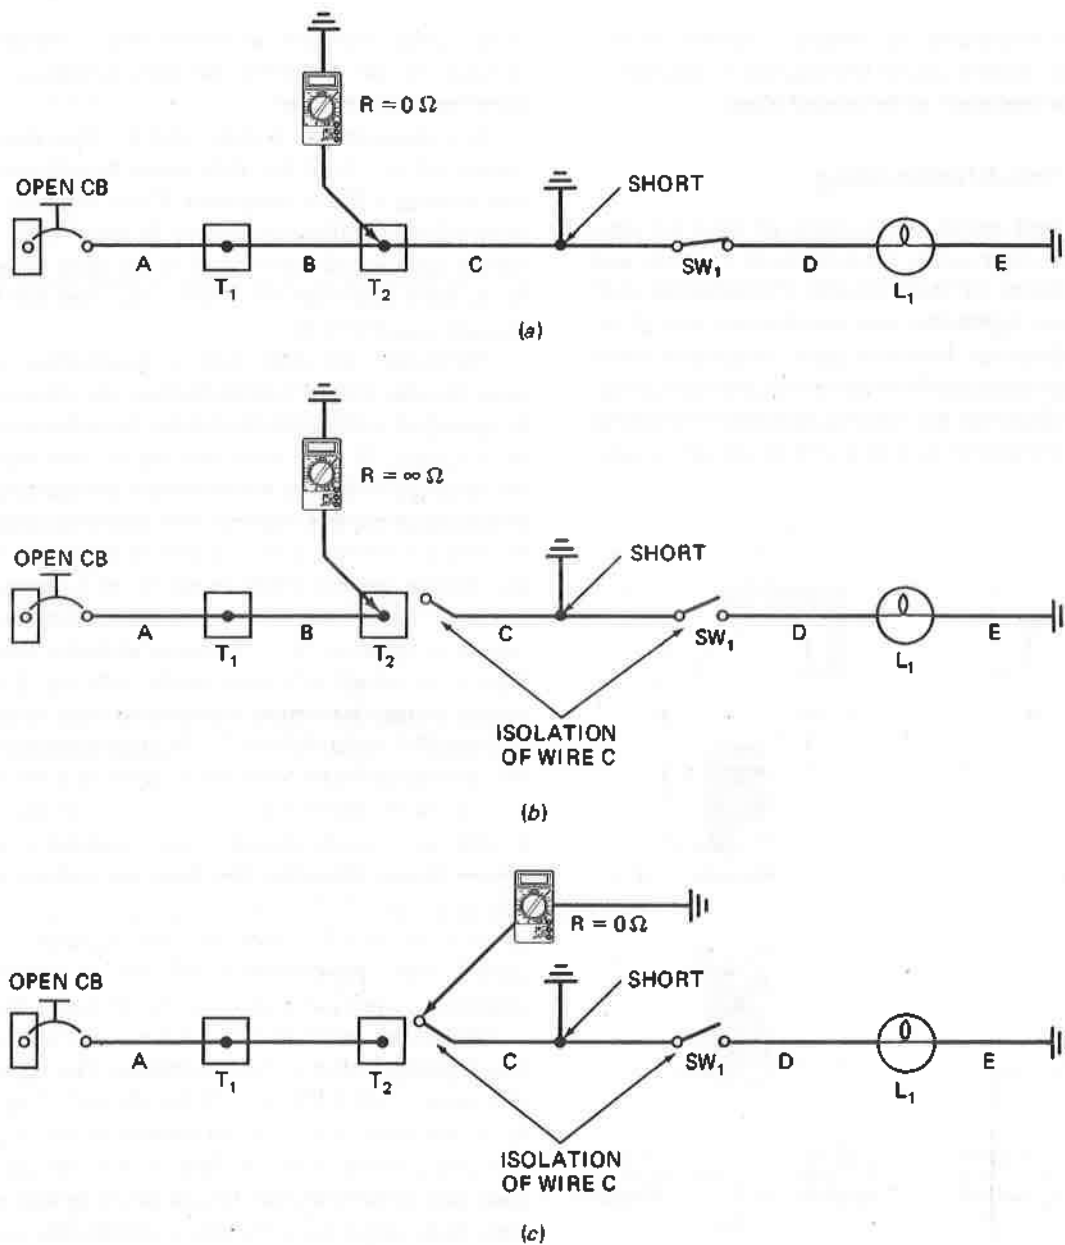 R = 0 Ω
OPEN CB
SHORT
A
B
C
SW₁
D
E
T₁
T₂
L₁
(a)
R = ∞ Ω
OPEN CB
SHORT
A
B
C
SW₁
D
E
T₁
T₂
L₁
ISOLATION
OF WIRE C
(b)
R = 0 Ω
OPEN CB
SHORT
A
C
SW₁
D
E
T₁
T₂
L₁
ISOLATION
OF WIRE C
(c)